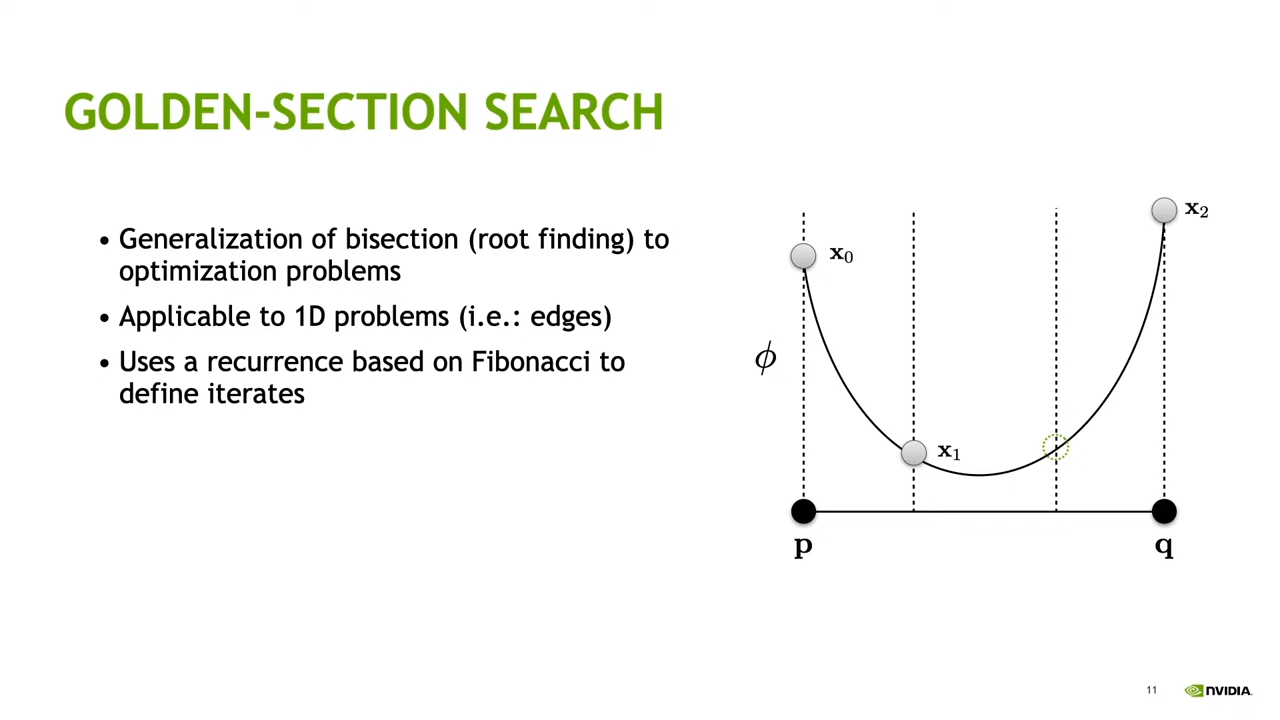 GOLDEN-SECTION SEARCH
• Generalization of bisection (root finding) to
optimization problems
• Applicable to 1D problems (i.e.: edges)
• Uses a recurrence based on Fibonacci to
define iterates
x₂
x₀
ϕ
x₁
p
q
11
NVIDIA.